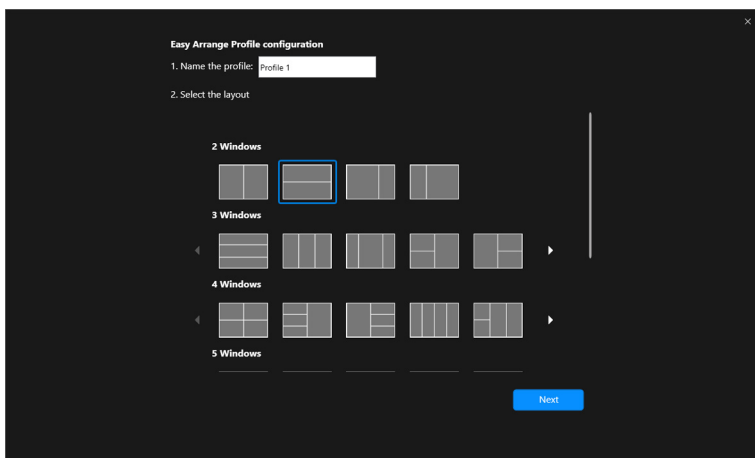 Easy Arrange Profile configuration
1. Name the profile: Profile 1
2. Select the layout
2 Windows
3 Windows
4 Windows
5 Windows
Next